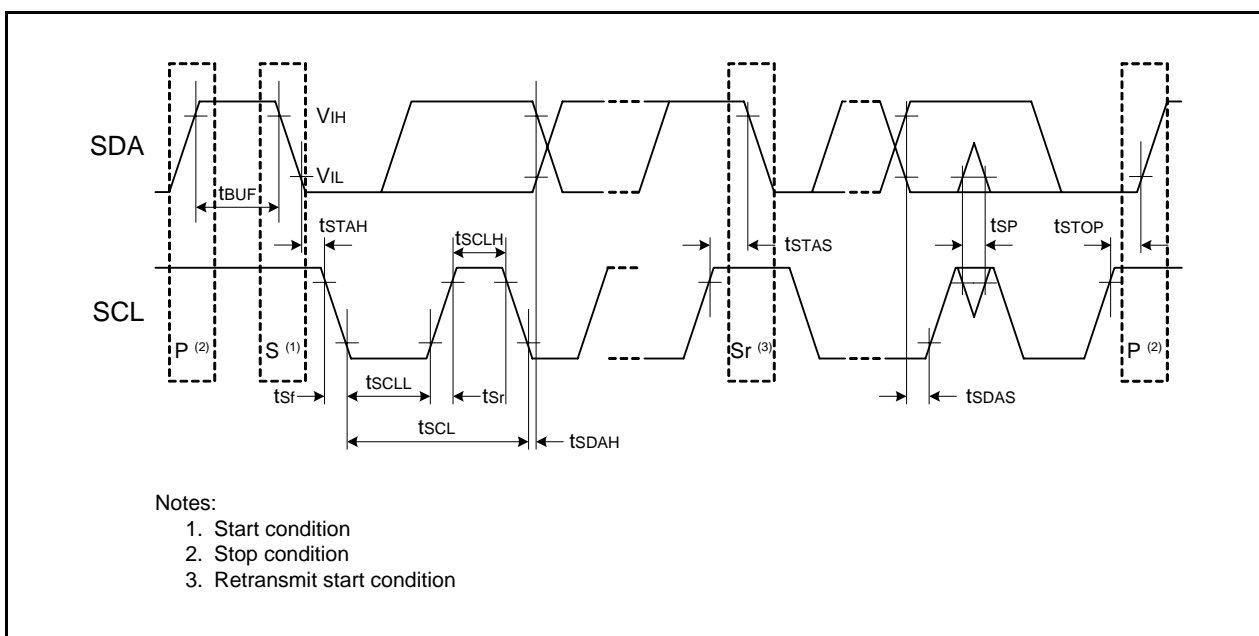 SDA
VIH
VIL
tBUF
tSTAH
tSCLH
tSTAS
tSP
tSTOP
SCL
P (2)
S (1)
Sr (3)
P (2)
tSf
tSCLL
tSr
tSDAS
tSCL
tSDAH
Notes:
1. Start condition
2. Stop condition
3. Retransmit start condition